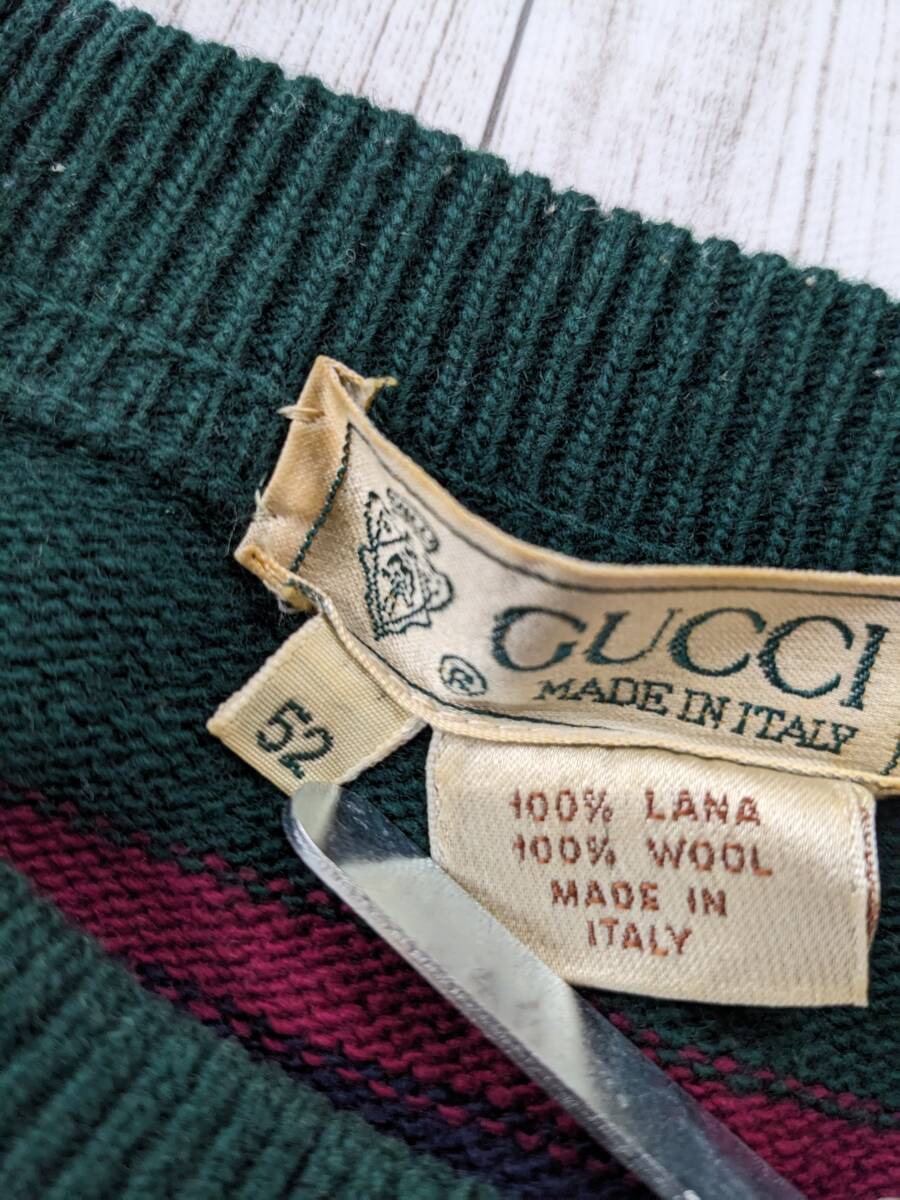 GUCCI
®
MADE IN ITALY
52
100% LANA
100% WOOL
MADE IN
ITALY